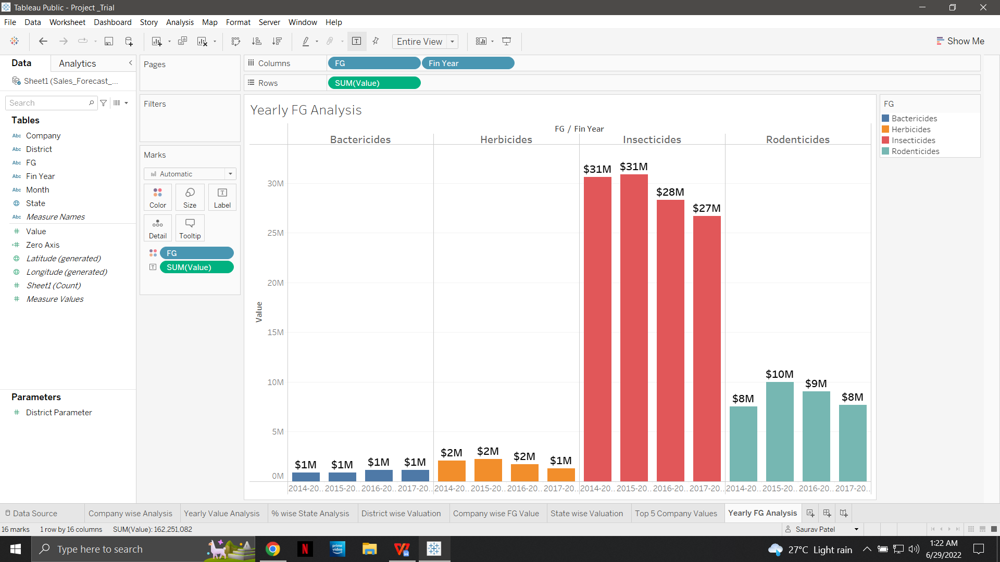 Tableau Public - Project _Trial
File Data Worksheet Dashboard Story Analysis Map Format Server Window Help
Entire View
Show Me
Data Analytics
Sheet1 (Sales_Forecast_...
Search
Tables
Abc Company
Abc District
Abc FG
Abc Fin Year
Abc Month
State
Abc Measure Names
# Value
=# Zero Axis
Latitude (generated)
Longitude (generated)
# Sheet1 (Count)
# Measure Values
Parameters
# District Parameter
Pages
Filters
Marks
Automatic
Color Size Label
Detail Tooltip
FG
SUM(Value)
Columns FG Fin Year
Rows SUM(Value)
Yearly FG Analysis
FG / Fin Year
Bactericides Herbicides Insecticides Rodenticides
Value
30M
25M
20M
15M
10M
5M
0M
$1M $1M $1M $1M $2M $2M $2M $1M $31M $31M $28M $27M $8M $10M $9M $8M
2014-20.. 2015-20.. 2016-20.. 2017-20.. 2014-20.. 2015-20.. 2016-20.. 2017-20.. 2014-20.. 2015-20.. 2016-20.. 2017-20.. 2014-20.. 2015-20.. 2016-20.. 2017-20..
FG
Bactericides
Herbicides
Insecticides
Rodenticides
Data Source Company wise Analysis Yearly Value Analysis % wise State Analysis District wise Valuation Company wise FG Value State wise Valuation Top 5 Company Values Yearly FG Analysis
16 marks 1 row by 16 columns SUM(Value): 162,251,082
Saurav Patel
Type here to search
prime video
27°C Light rain
1:22 AM
6/29/2022